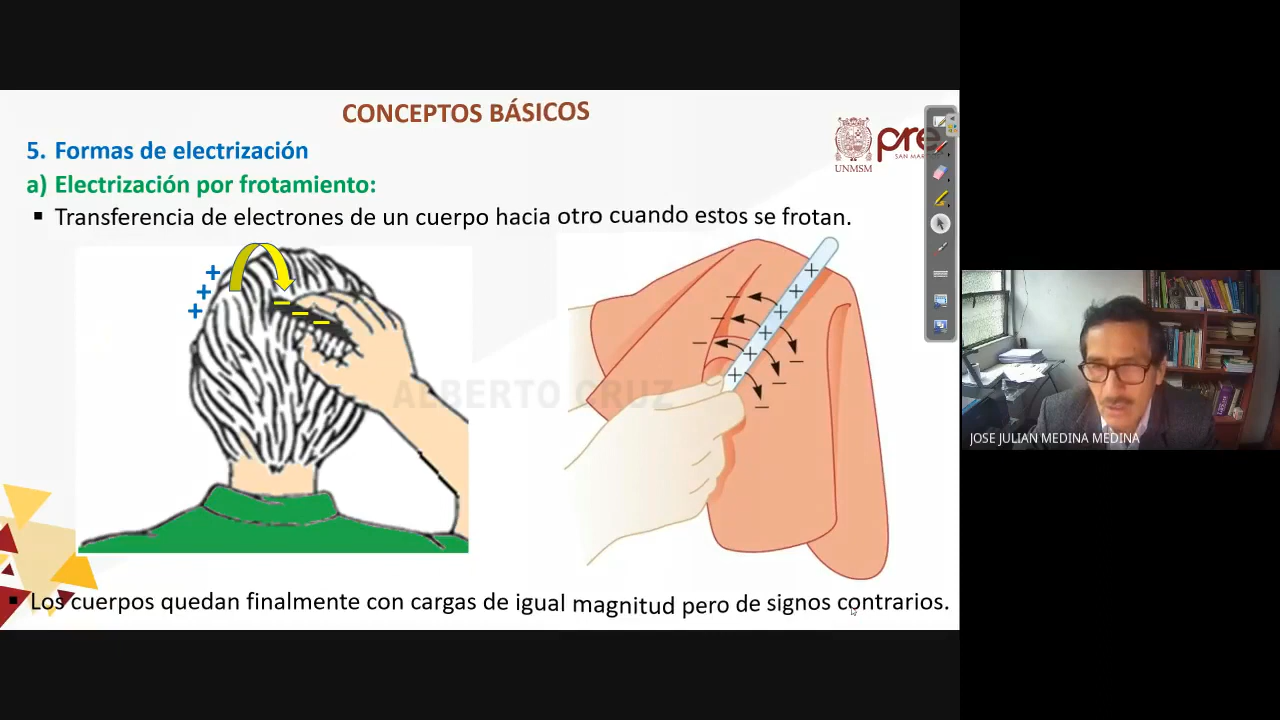 CONCEPTOS BÁSICOS
UNMSM
pre
5. Formas de electrización
a) Electrización por frotamiento:
▪ Transferencia de electrones de un cuerpo hacia otro cuando estos se frotan.
ALBERTO CRUZ
▪ Los cuerpos quedan finalmente con cargas de igual magnitud pero de signos contrarios.
JOSE JULIAN MEDINA MEDINA